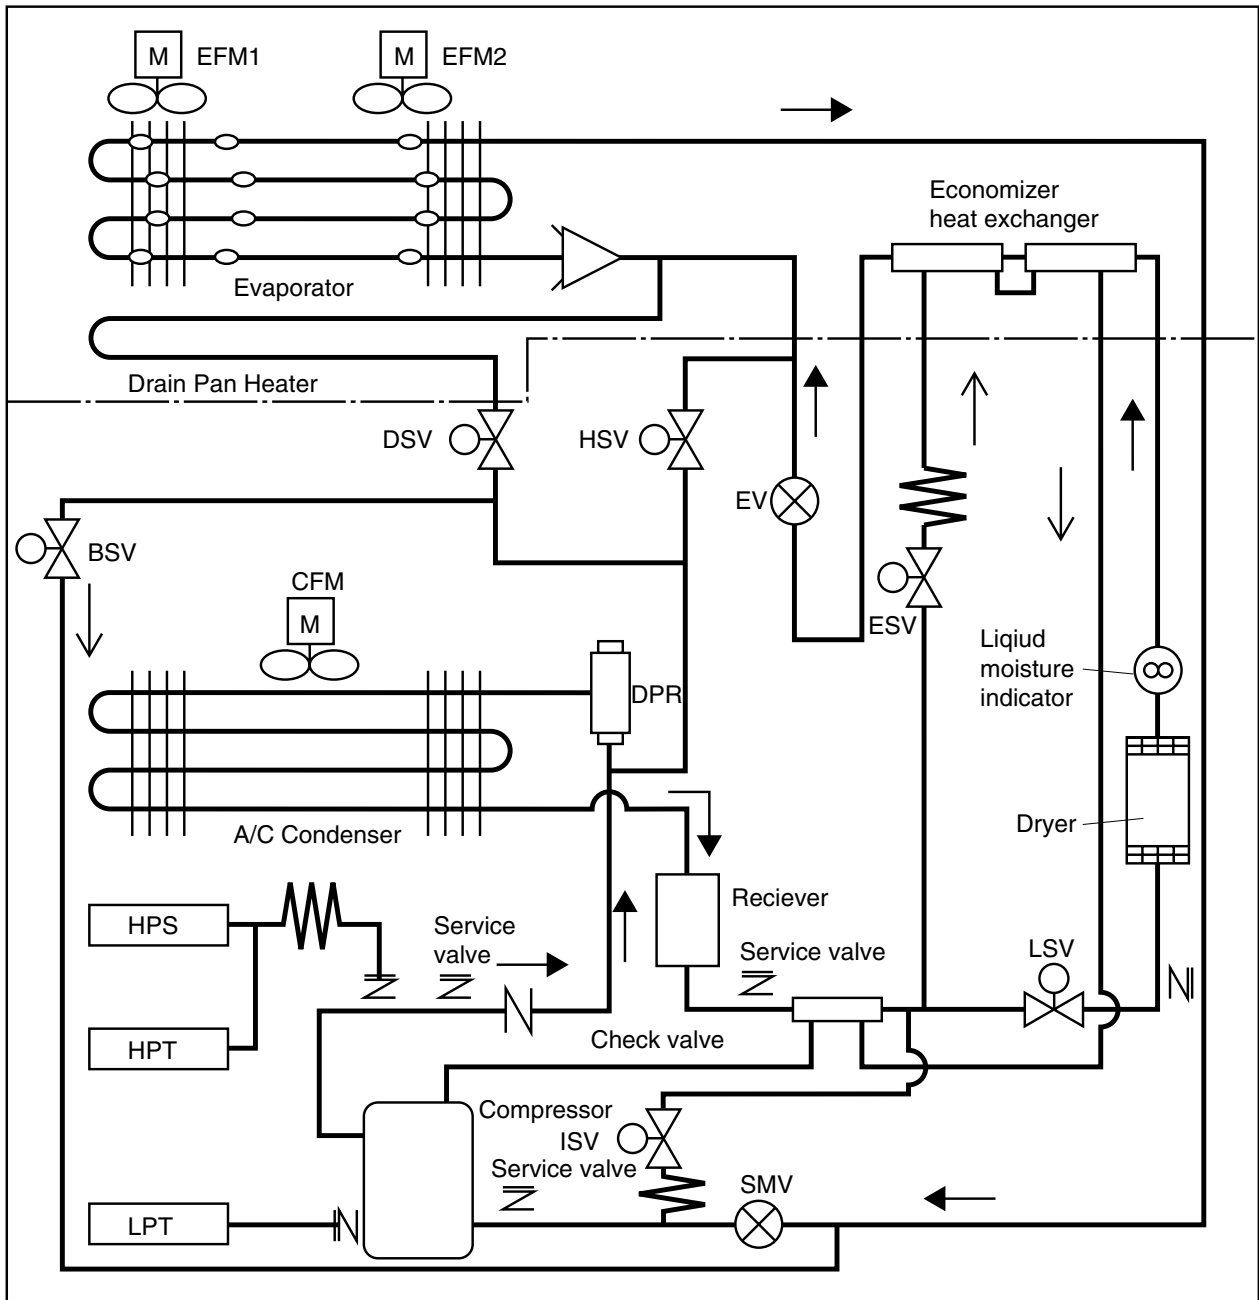 M
EFM1
M
EFM2
Economizer
heat exchanger
Evaporator
Drain Pan Heater
DSV
HSV
EV
BSV
CFM
M
ESV
Liqiud
moisture
indicator
DPR
Dryer
A/C Condenser
Reciever
HPS
Service
valve
Service valve
LSV
HPT
Check valve
Compressor
ISV
Service valve
SMV
LPT